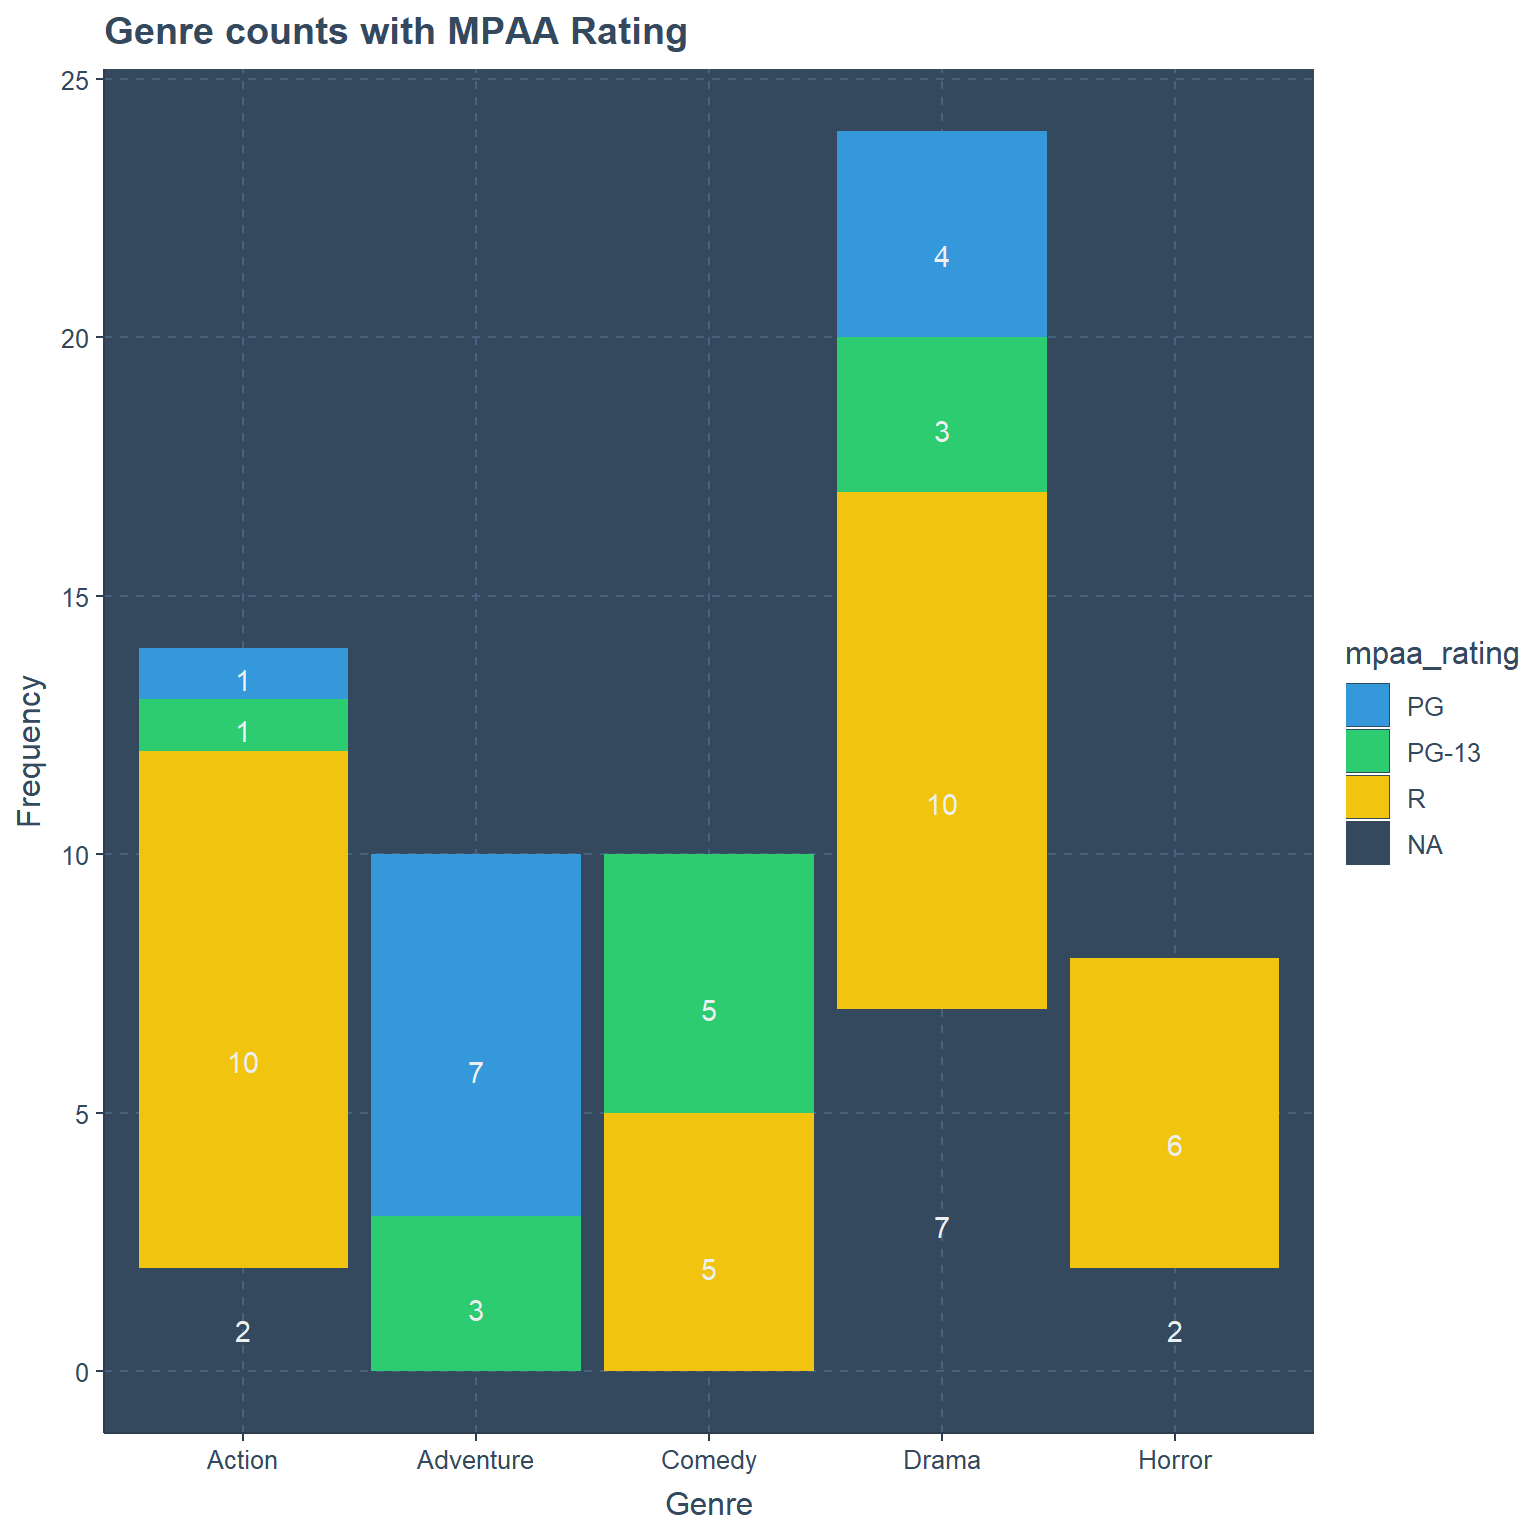 Genre counts with MPAA Rating
25
20
15
10
5
0
Frequency
4
3
10
1
1
10
2
7
3
5
5
7
6
2
Action Adventure Comedy Drama Horror
Genre
mpaa_rating
PG
PG-13
R
NA